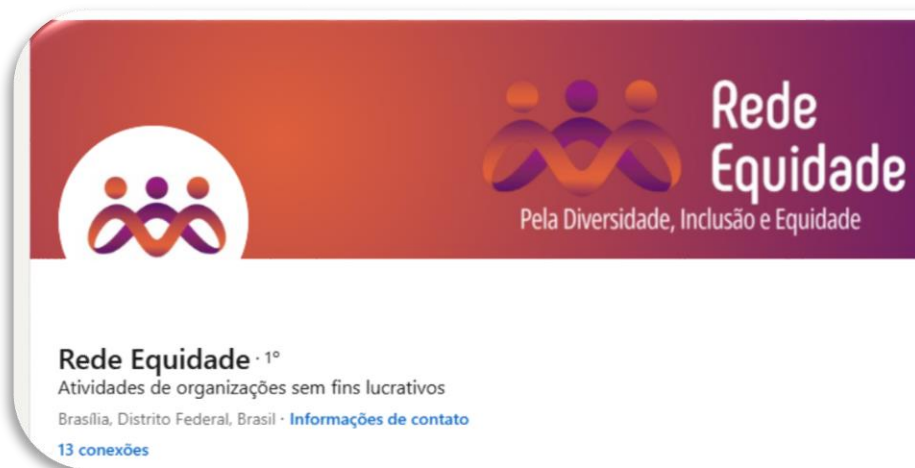 Rede
Equidade
Pela Diversidade, Inclusão e Equidade
Rede Equidade · 1º
Atividades de organizações sem fins lucrativos
Brasília, Distrito Federal, Brasil · Informações de contato
13 conexões